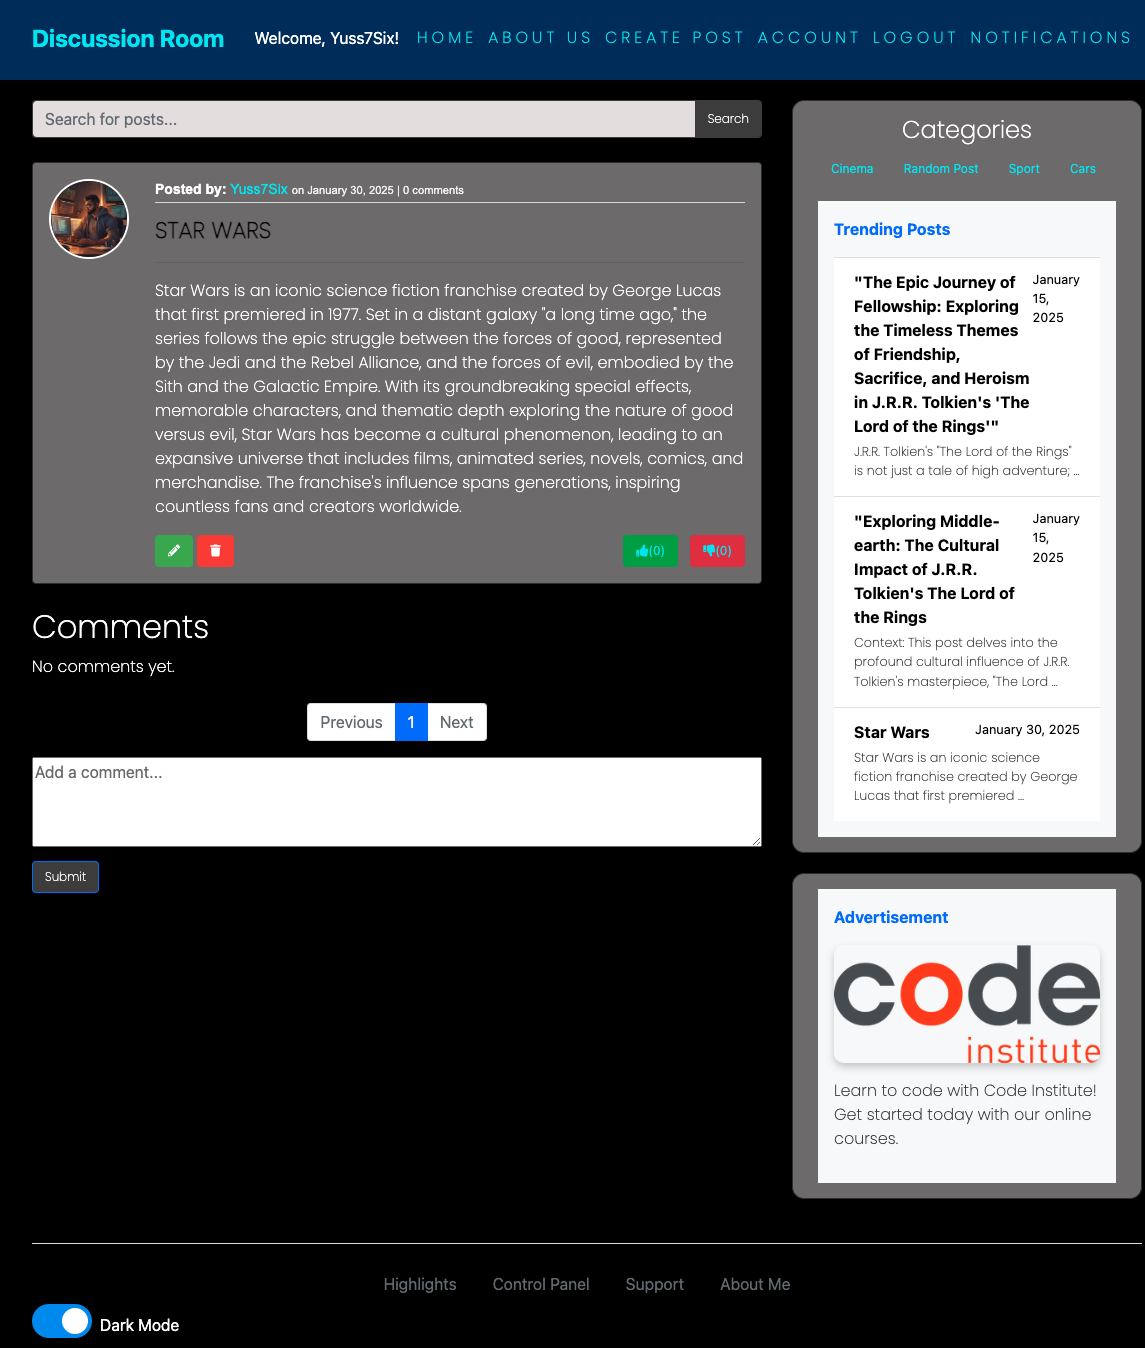 Discussion Room
Welcome, Yuss7Six!
HOME ABOUT US CREATE POST ACCOUNT LOGOUT NOTIFICATIONS
Search for posts...
Search
Posted by: Yuss7Six on January 30, 2025 | 0 comments
STAR WARS
Star Wars is an iconic science fiction franchise created by George Lucas
that first premiered in 1977. Set in a distant galaxy "a long time ago," the
series follows the epic struggle between the forces of good, represented
by the Jedi and the Rebel Alliance, and the forces of evil, embodied by the
Sith and the Galactic Empire. With its groundbreaking special effects,
memorable characters, and thematic depth exploring the nature of good
versus evil, Star Wars has become a cultural phenomenon, leading to an
expansive universe that includes films, animated series, novels, comics, and
merchandise. The franchise's influence spans generations, inspiring
countless fans and creators worldwide.
(0)
(0)
Comments
No comments yet.
Previous 1 Next
Add a comment...
Submit
Categories
Cinema Random Post Sport Cars
Trending Posts
"The Epic Journey of
Fellowship: Exploring
the Timeless Themes
of Friendship,
Sacrifice, and Heroism
in J.R.R. Tolkien's 'The
Lord of the Rings'"
January
15,
2025
J.R.R. Tolkien's "The Lord of the Rings"
is not just a tale of high adventure; ...
"Exploring Middle-
earth: The Cultural
Impact of J.R.R.
Tolkien's The Lord of
the Rings
January
15,
2025
Context: This post delves into the
profound cultural influence of J.R.R.
Tolkien's masterpiece, "The Lord ...
Star Wars
January 30, 2025
Star Wars is an iconic science
fiction franchise created by George
Lucas that first premiered ...
Advertisement
code
institute
Learn to code with Code Institute!
Get started today with our online
courses.
Highlights Control Panel Support About Me
Dark Mode